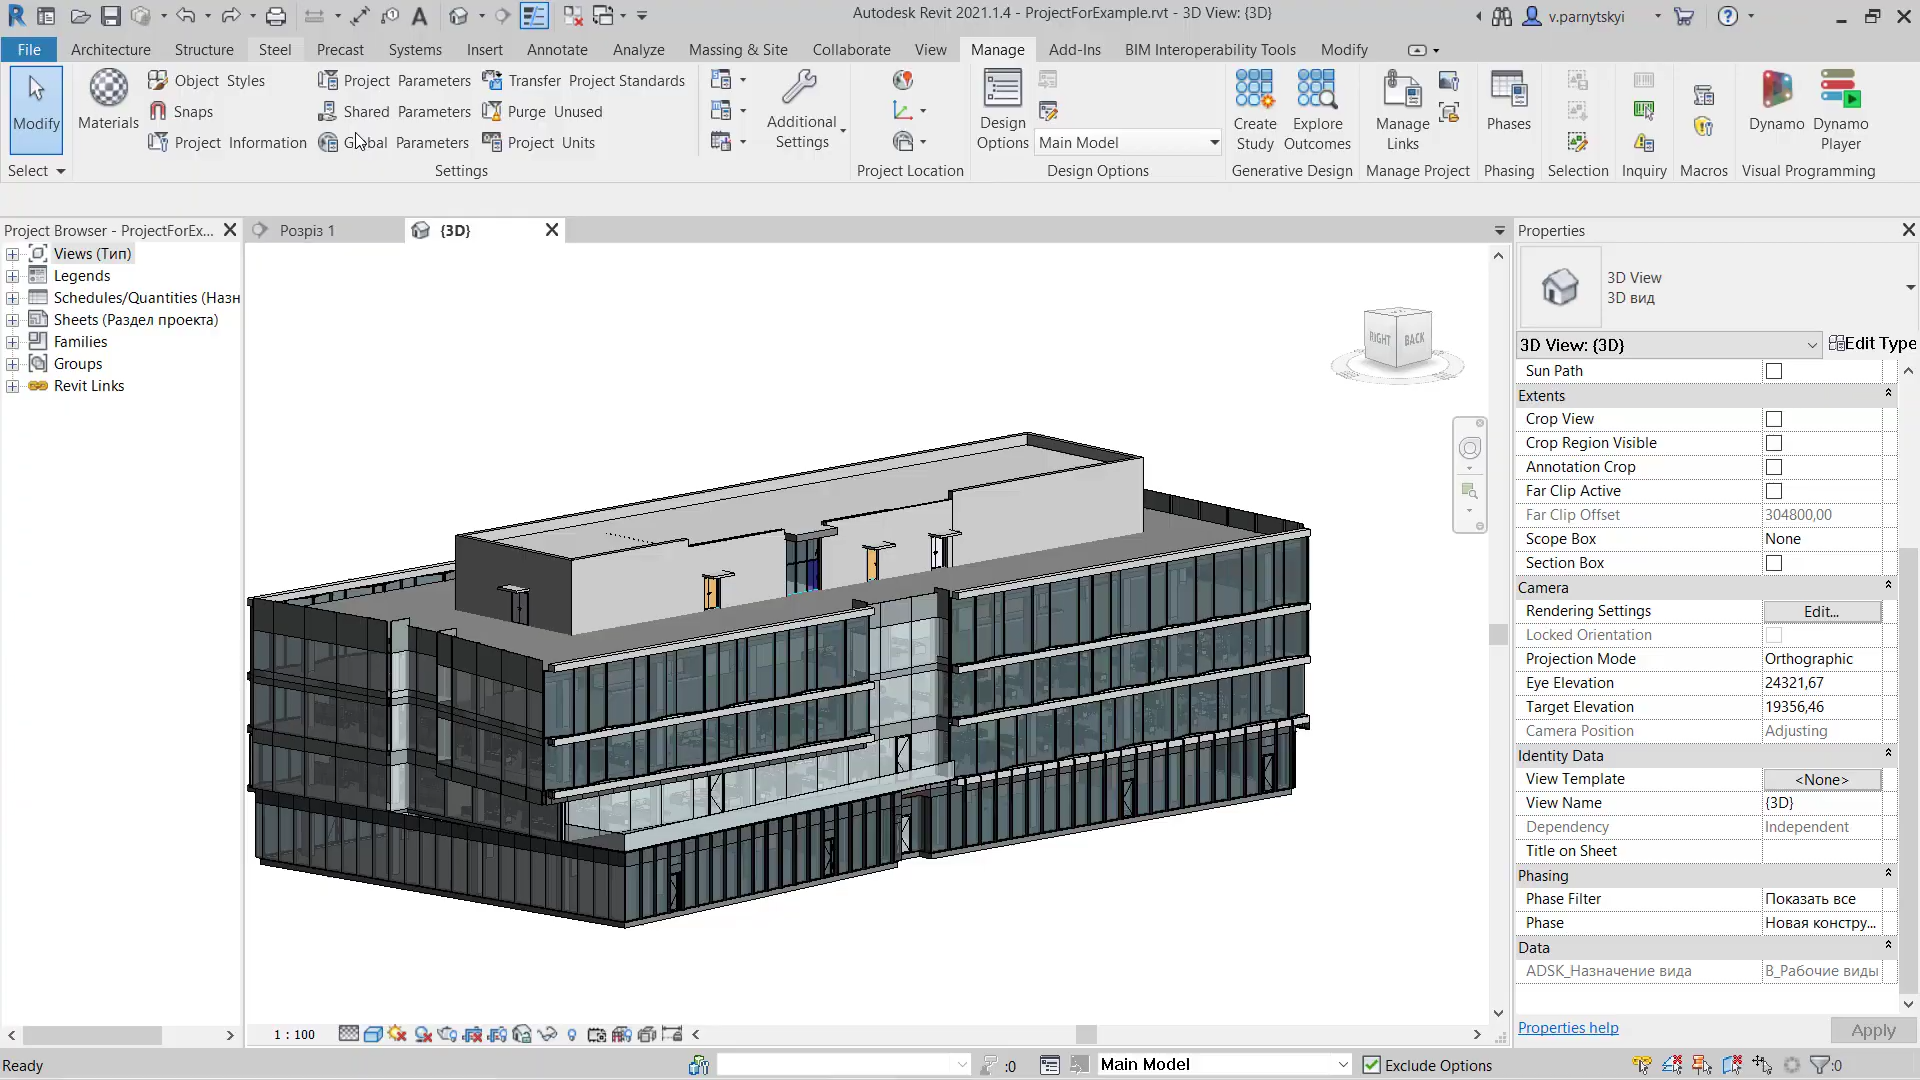 Autodesk Revit 2021.1.4 - ProjectForExample.rvt - 3D View: {3D}
v.parnytskyi
File Architecture Structure Steel Precast Systems Insert Annotate Analyze Massing & Site Collaborate View Manage Add-Ins BIM Interoperability Tools Modify
Modify
Select
Materials
Object Styles
Snaps
Project Information
Project Parameters
Shared Parameters
Global Parameters
Transfer Project Standards
Purge Unused
Project Units
Additional Settings
Settings
Project Location
Design Options
Main Model
Design Options
Create Study
Explore Outcomes
Generative Design
Manage Links
Manage Project
Phases
Phasing
Selection
Inquiry
Macros
Dynamo
Dynamo Player
Visual Programming
Project Browser - ProjectForEx...
Views (Тип)
Legends
Schedules/Quantities (Назн
Sheets (Раздел проекта)
Families
Groups
Revit Links
Розріз 1
{3D}
RIGHT BACK
Properties
3D View
3D вид
3D View: {3D} Edit Type
Sun Path
Extents
Crop View
Crop Region Visible
Annotation Crop
Far Clip Active
Far Clip Offset 304800,00
Scope Box None
Section Box
Camera
Rendering Settings Edit...
Locked Orientation
Projection Mode Orthographic
Eye Elevation 24321,67
Target Elevation 19356,46
Camera Position Adjusting
Identity Data
View Template <None>
View Name {3D}
Dependency Independent
Title on Sheet
Phasing
Phase Filter Показать все
Phase Новая констру...
Data
ADSK_Назначение вида В_Рабочие виды
Properties help Apply
1 : 100
Ready
:0
Main Model
Exclude Options
:0